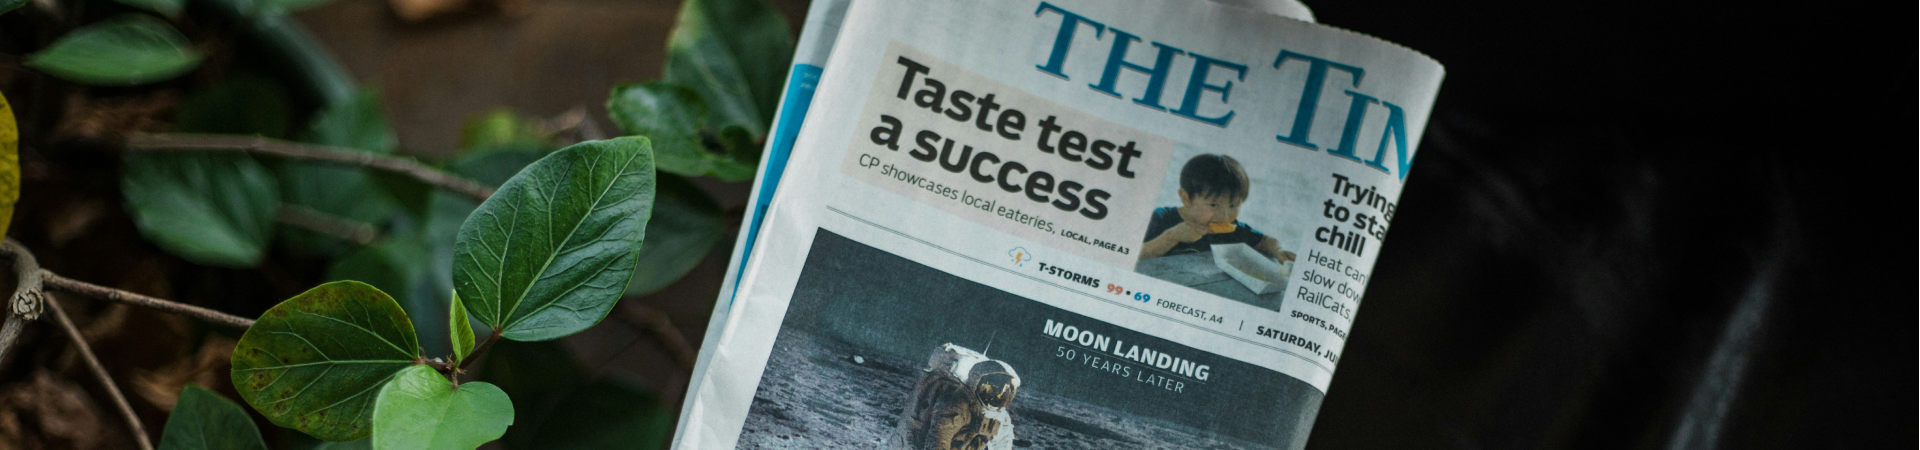 THE TIM
Taste test
a success
CP showcases local eateries, LOCAL, PAGE A3
Trying
to sta
chill
Heat can
slow dow
RailCats.
SPORTS, PAGE
T-STORMS 99 • 69 FORECAST, A4 | SATURDAY, JU
MOON LANDING
50 YEARS LATER